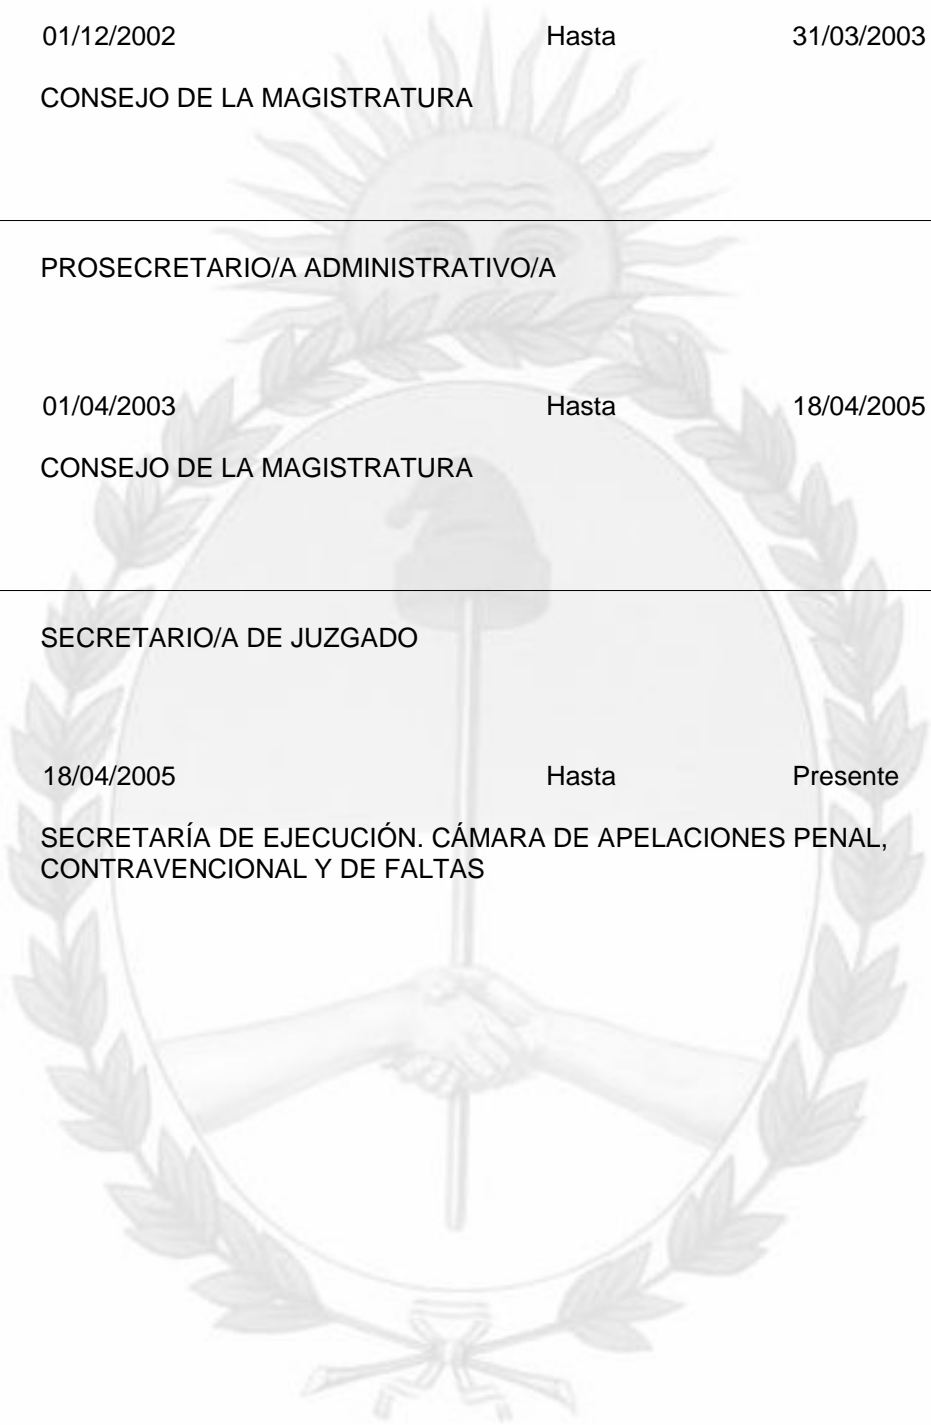 01/12/2002 Hasta 31/03/2003
CONSEJO DE LA MAGISTRATURA
PROSECRETARIO/A ADMINISTRATIVO/A
01/04/2003 Hasta 18/04/2005
CONSEJO DE LA MAGISTRATURA
SECRETARIO/A DE JUZGADO
18/04/2005 Hasta Presente
SECRETARÍA DE EJECUCIÓN. CÁMARA DE APELACIONES PENAL,
CONTRAVENCIONAL Y DE FALTAS